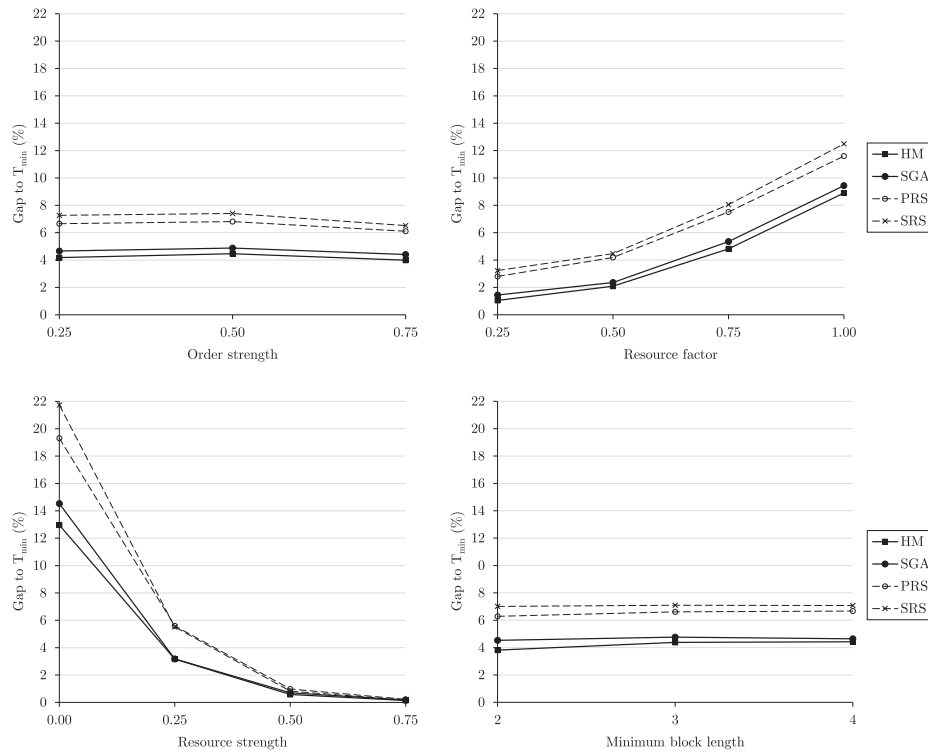 22
20
18
16
14
12
10
8
6
4
2
0
Gap to T_min (%)
0.25 0.50 0.75
Order strength
22
20
18
16
14
12
10
8
6
4
2
0
Gap to T_min (%)
0.25 0.50 0.75 1.00
Resource factor
HM
SGA
PRS
SRS
22
20
18
16
14
12
10
8
6
4
2
0
Gap to T_min (%)
0.00 0.25 0.50 0.75
Resource strength
22
20
18
16
14
12
0
8
6
4
2
0
Gap to T_min (%)
2 3 4
Minimum block length
HM
SGA
PRS
SRS